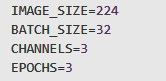 IMAGE_SIZE=224
BATCH_SIZE=32
CHANNELS=3
EPOCHS=3